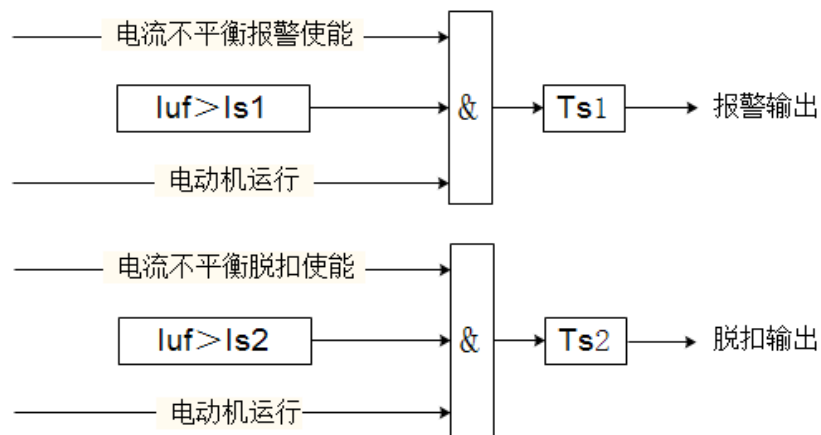 电流不平衡报警使能
Iuf＞Is1
&
Ts1
报警输出
电动机运行
电流不平衡脱扣使能
Iuf＞Is2
&
Ts2
脱扣输出
电动机运行